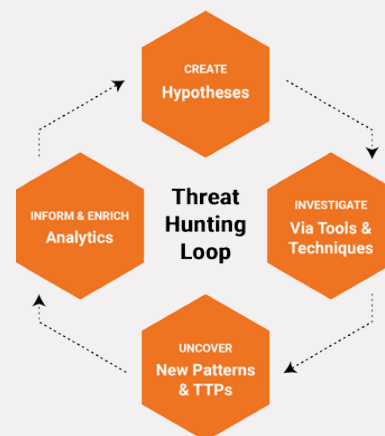 CREATE
Hypotheses
INVESTIGATE
Via Tools &
Techniques
UNCOVER
New Patterns
& TTPs
INFORM & ENRICH
Analytics
Threat
Hunting
Loop